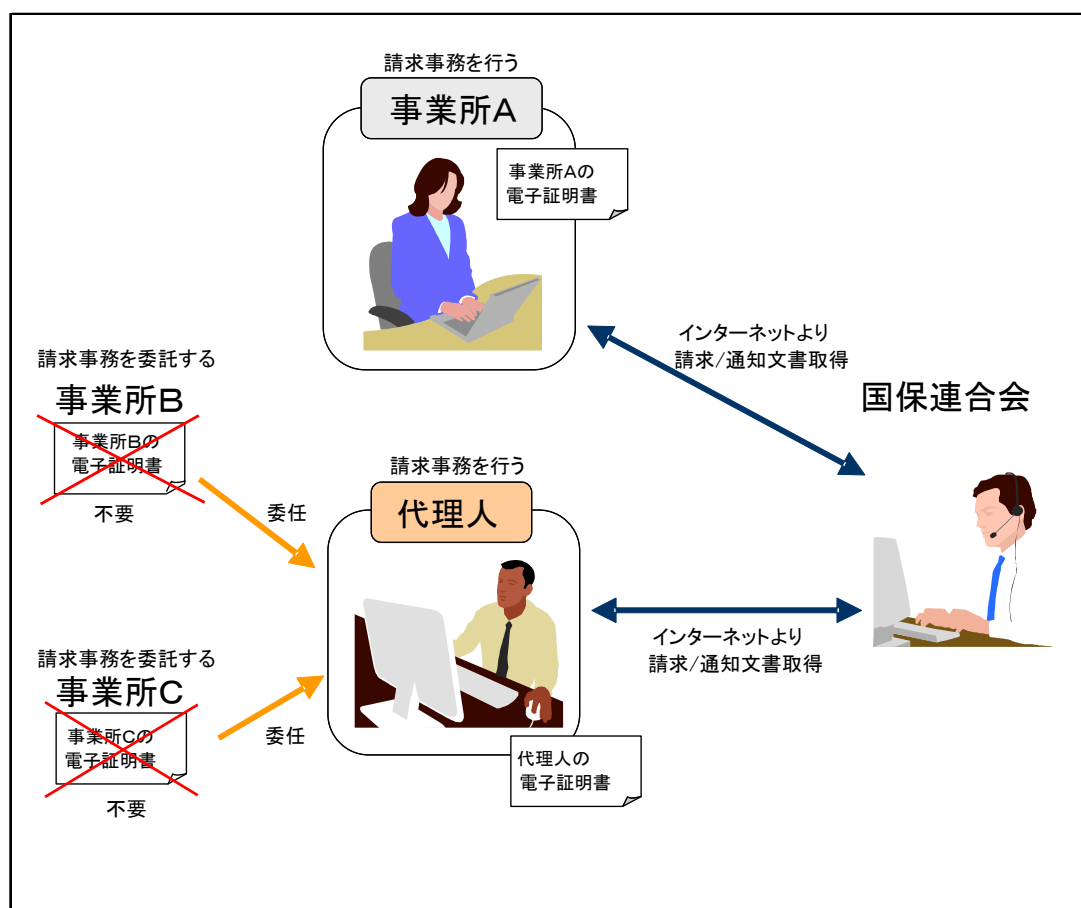 請求事務を行う
事業所A
事業所Aの
電子証明書
インターネットより
請求/通知文書取得
国保連合会
請求事務を委託する
事業所B
事業所Bの
電子証明書
不要
委任
請求事務を行う
代理人
インターネットより
請求/通知文書取得
請求事務を委託する
事業所C
事業所Cの
電子証明書
不要
委任
代理人の
電子証明書